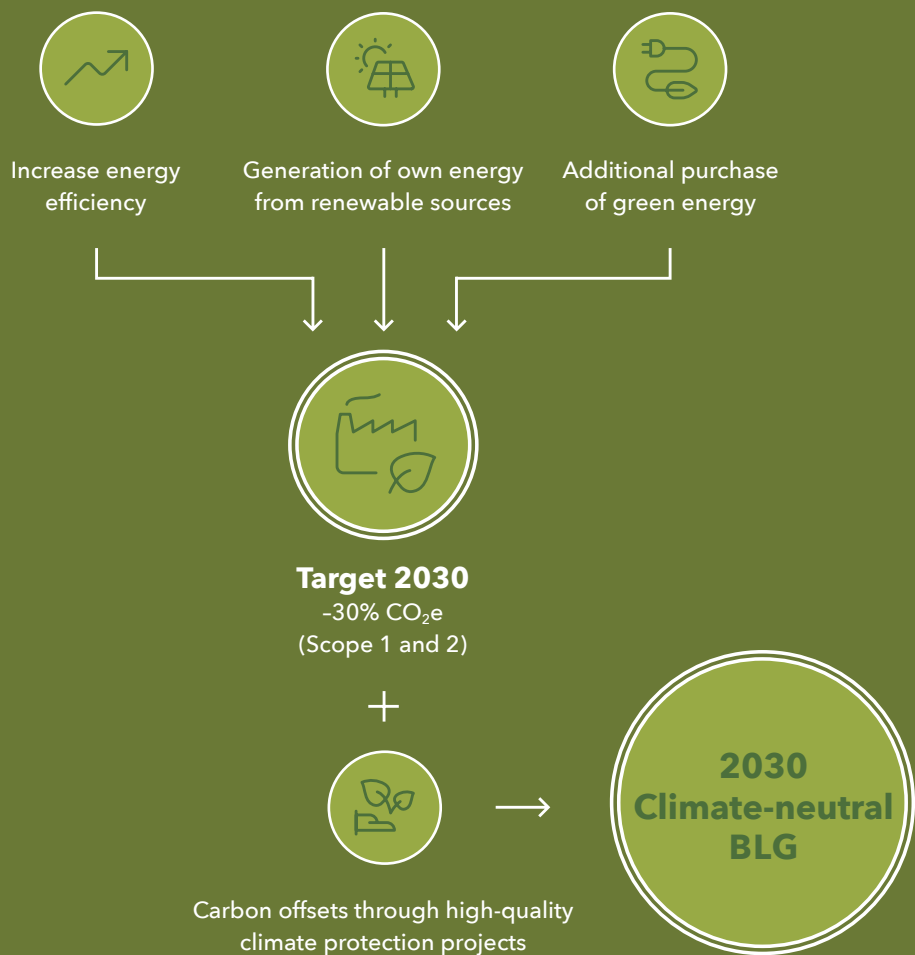 Increase energy
efficiency
Generation of own energy
from renewable sources
Additional purchase
of green energy
Target 2030
–30% CO₂e
(Scope 1 and 2)
2030
Climate-neutral
BLG
Carbon offsets through high-quality
climate protection projects